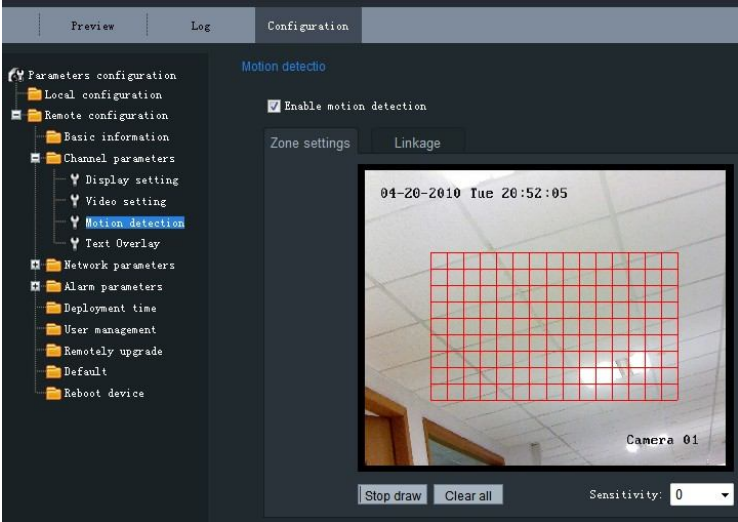 Preview Log Configuration
Motion detectio
Parameters configuration
Local configuration
Remote configuration
Basic information
Channel parameters
Display setting
Video setting
Motion detection
Text Overlay
Network parameters
Alarm parameters
Deployment time
User management
Remotely upgrade
Default
Reboot device
Enable motion detection
Zone settings Linkage
04-20-2010 Tue 20:52:05
Camera 01
Stop draw Clear all Sensitivity: 0